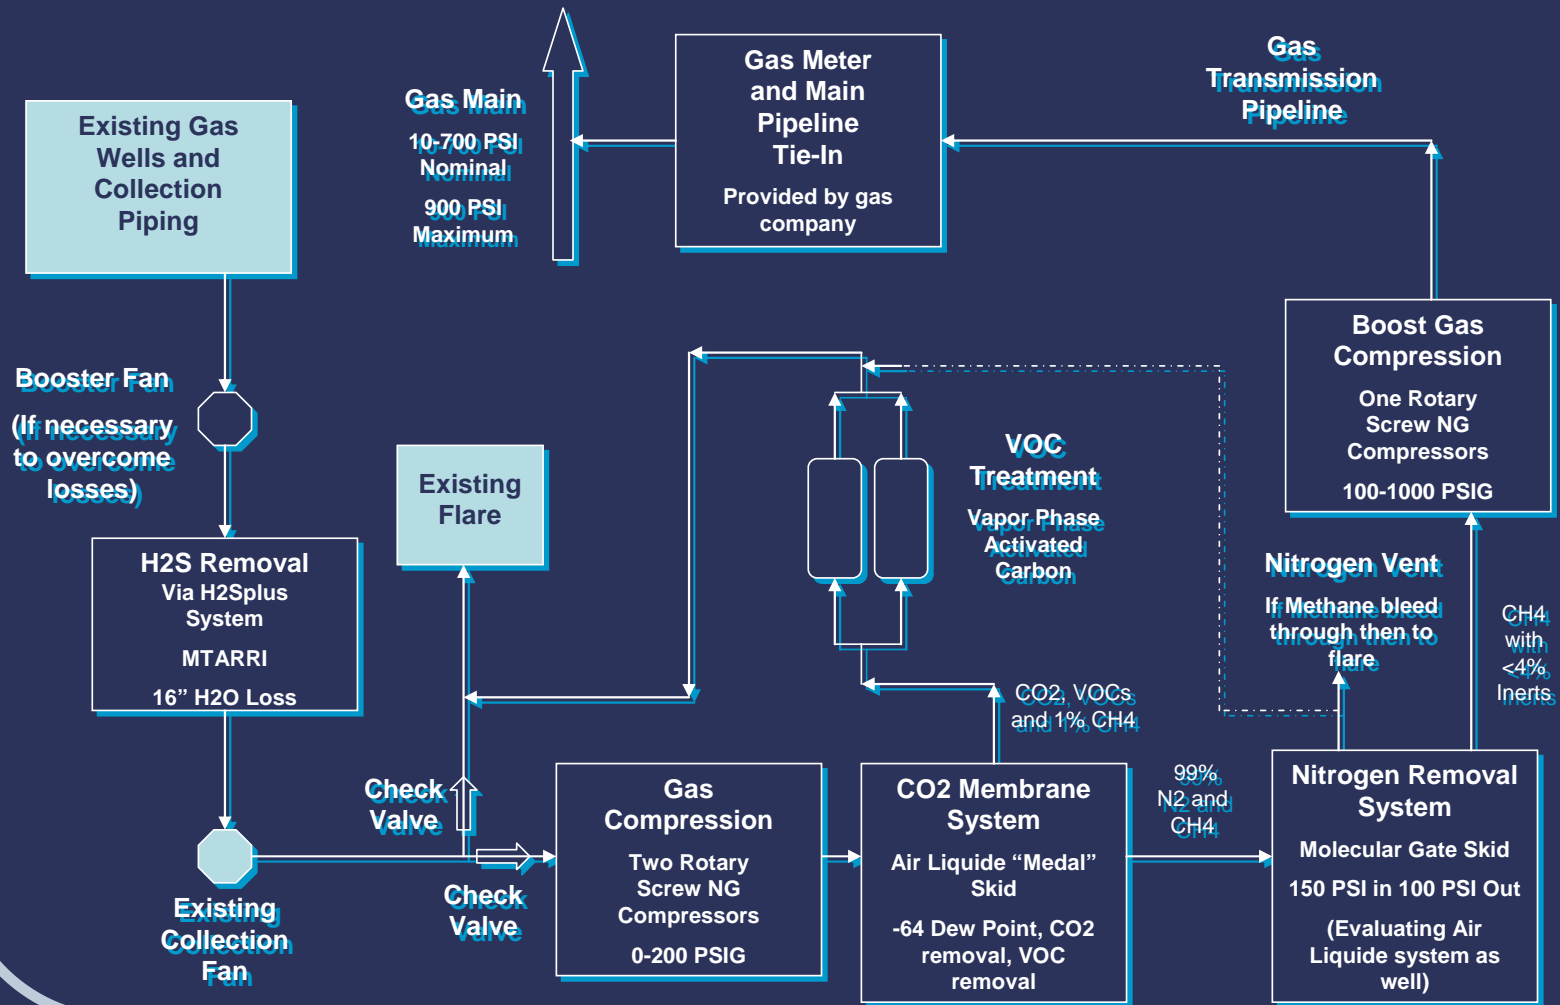 Existing Gas
Wells and
Collection
Piping
Gas Main
10-700 PSI
Nominal
900 PSI
Maximum
Gas Meter
and Main
Pipeline
Tie-In
Provided by gas
company
Gas
Transmission
Pipeline
Booster Fan
(If necessary
to overcome
losses)
Existing
Flare
VOC
Treatment
Vapor Phase
Activated
Carbon
Boost Gas
Compression
One Rotary
Screw NG
Compressors
100-1000 PSIG
H2S Removal
Via H2Splus
System
MTARRI
16” H2O Loss
Nitrogen Vent
If Methane bleed
through then to
flare
CH4
with
<4%
Inerts
CO2, VOCs
and 1% CH4
Check
Valve
Gas
Compression
Two Rotary
Screw NG
Compressors
0-200 PSIG
CO2 Membrane
System
Air Liquide “Medal”
Skid
-64 Dew Point, CO2
removal, VOC
removal
99%
N2 and
CH4
Nitrogen Removal
System
Molecular Gate Skid
150 PSI in 100 PSI Out
(Evaluating Air
Liquide system as
well)
Existing
Collection
Fan
Check
Valve